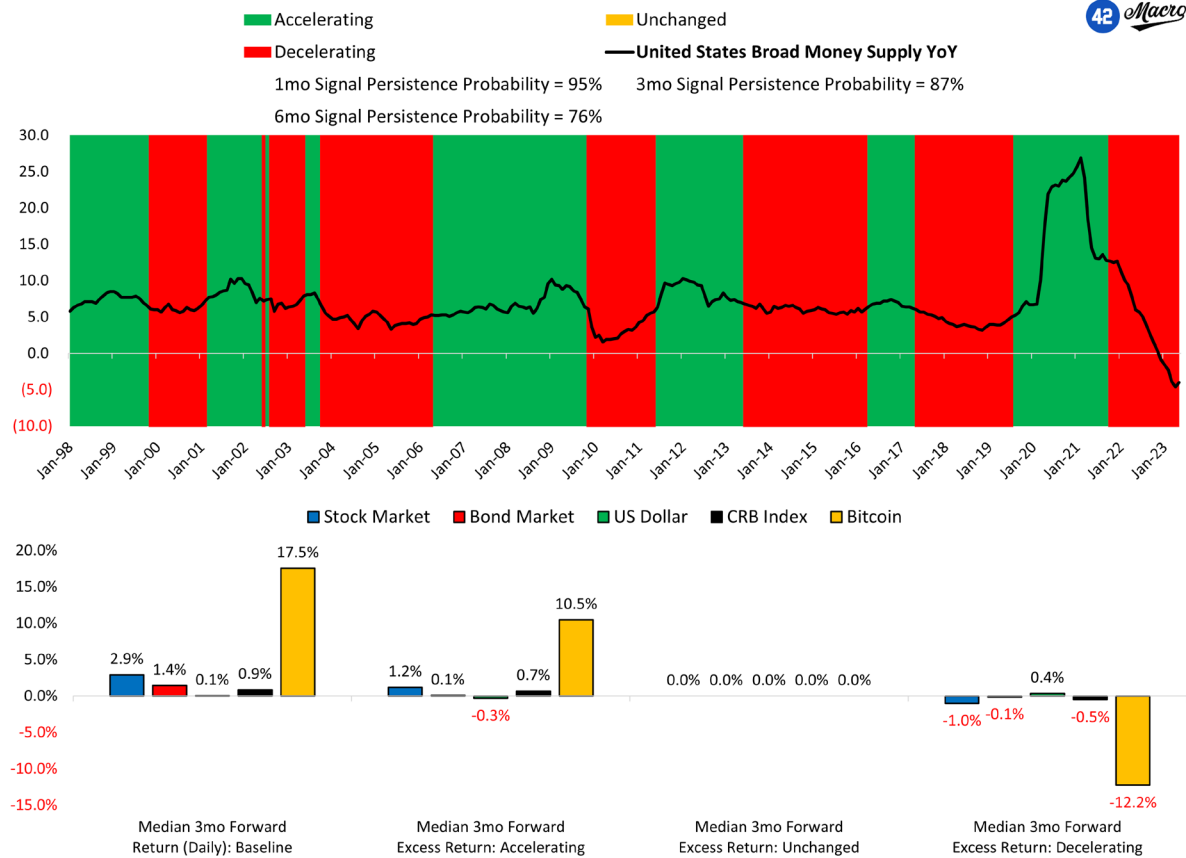 Accelerating
Unchanged
42 Macro
Decelerating
United States Broad Money Supply YoY
1mo Signal Persistence Probability = 95%
3mo Signal Persistence Probability = 87%
6mo Signal Persistence Probability = 76%
30.0
25.0
20.0
15.0
10.0
5.0
0.0
(5.0)
(10.0)
Jan-98
Jan-99
Jan-00
Jan-01
Jan-02
Jan-03
Jan-04
Jan-05
Jan-06
Jan-07
Jan-08
Jan-09
Jan-10
Jan-11
Jan-12
Jan-13
Jan-14
Jan-15
Jan-16
Jan-17
Jan-18
Jan-19
Jan-20
Jan-21
Jan-22
Jan-23
Stock Market
Bond Market
US Dollar
CRB Index
Bitcoin
20.0%
15.0%
10.0%
5.0%
0.0%
-5.0%
-10.0%
-15.0%
2.9%
1.4%
0.1%
0.9%
17.5%
1.2%
0.1%
-0.3%
0.7%
10.5%
0.0%
0.0%
0.0%
0.0%
0.0%
-1.0%
-0.1%
0.4%
-0.5%
-12.2%
Median 3mo Forward
Return (Daily): Baseline
Median 3mo Forward
Excess Return: Accelerating
Median 3mo Forward
Excess Return: Unchanged
Median 3mo Forward
Excess Return: Decelerating